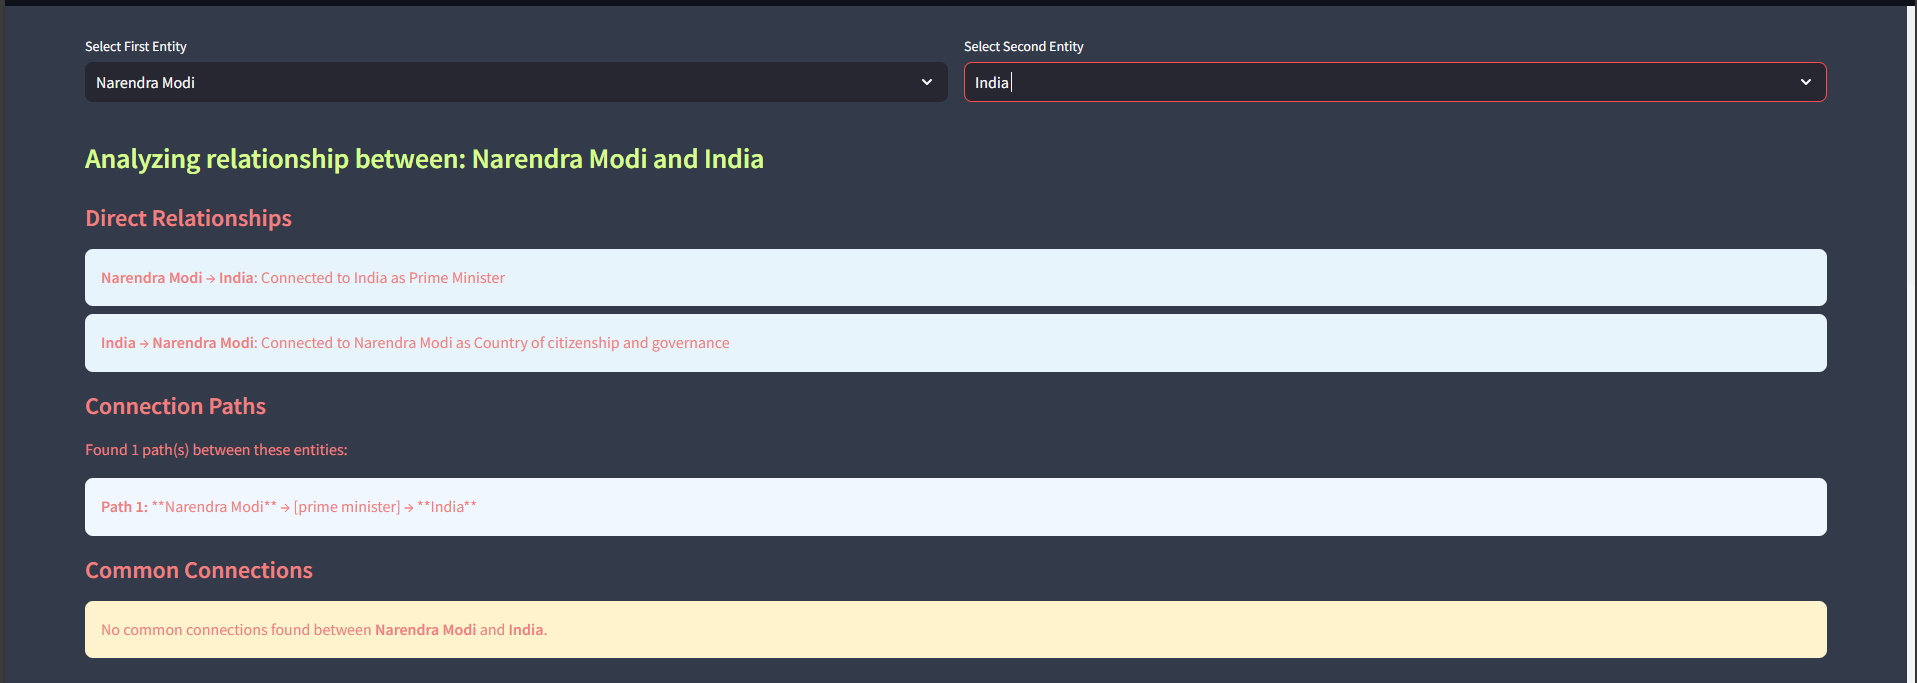 Select First Entity
Select Second Entity
Narendra Modi
India
Analyzing relationship between: Narendra Modi and India
Direct Relationships
Narendra Modi → India: Connected to India as Prime Minister
India → Narendra Modi: Connected to Narendra Modi as Country of citizenship and governance
Connection Paths
Found 1 path(s) between these entities:
Path 1: **Narendra Modi** → [prime minister] → **India**
Common Connections
No common connections found between Narendra Modi and India.